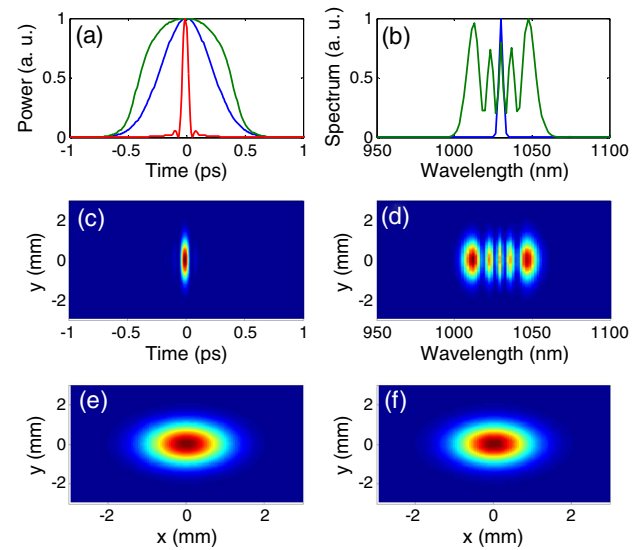 (a)
Power (a. u.)
1
0.5
0
-1
-0.5
0
0.5
1
Time (ps)
(b)
Spectrum (a. u.)
1
0.5
0
950
1000
1050
1100
Wavelength (nm)
(c)
y (mm)
2
0
-2
-1
-0.5
0
0.5
1
Time (ps)
(d)
y (mm)
2
0
-2
950
1000
1050
1100
Wavelength (nm)
(e)
y (mm)
2
0
-2
-2
0
2
x (mm)
(f)
y (mm)
2
0
-2
-2
0
2
x (mm)